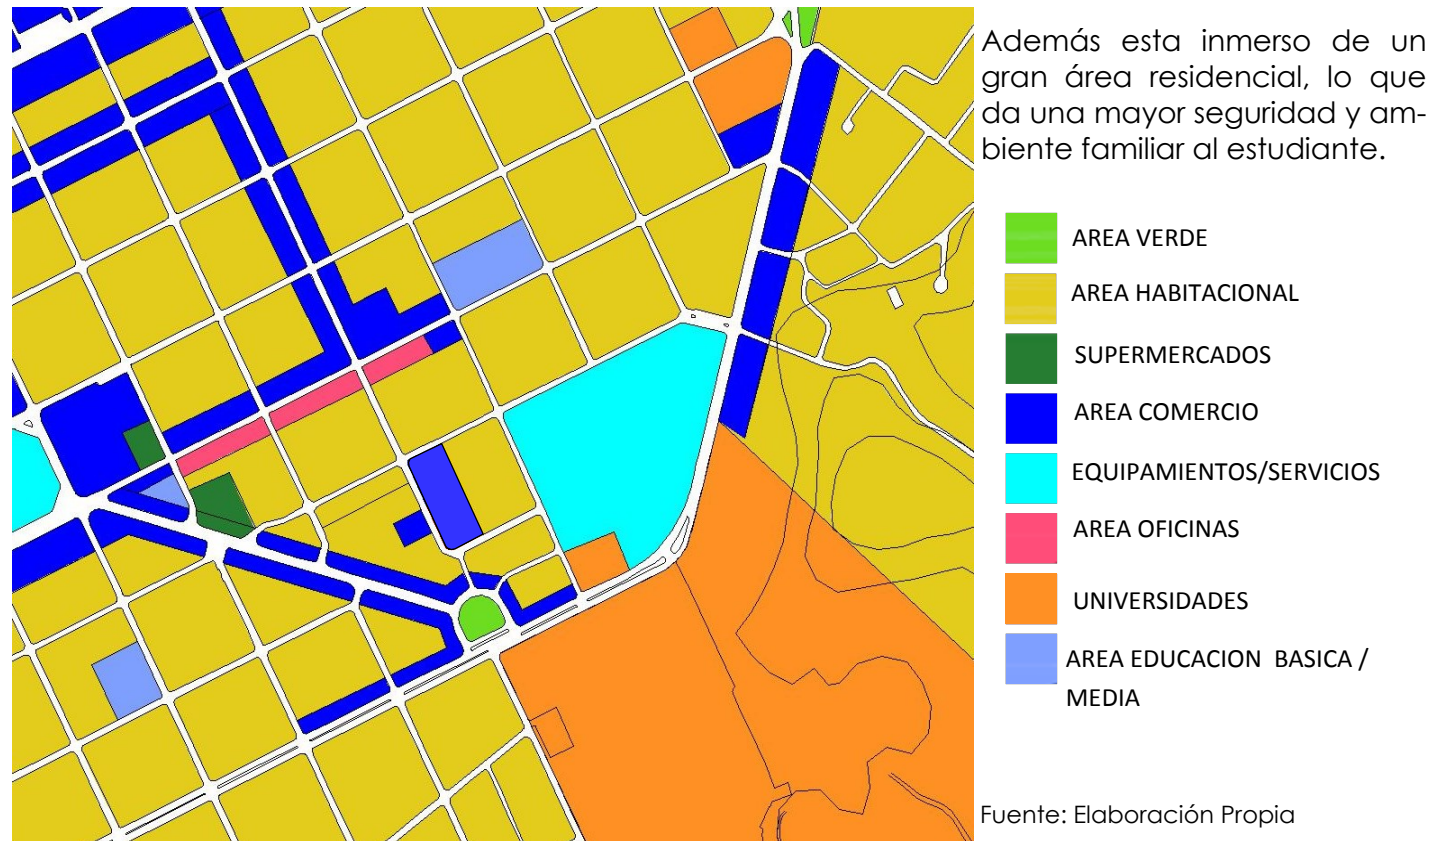 Además esta inmerso de un
gran área residencial, lo que
da una mayor seguridad y am-
biente familiar al estudiante.
AREA VERDE
AREA HABITACIONAL
SUPERMERCADOS
AREA COMERCIO
EQUIPAMIENTOS/SERVICIOS
AREA OFICINAS
UNIVERSIDADES
AREA EDUCACION BASICA /
MEDIA
Fuente: Elaboración Propia